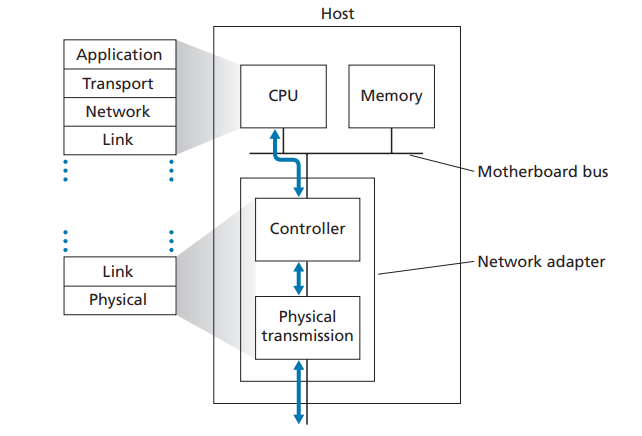 Host
Application
Transport
Network
Link
CPU
Memory
Motherboard bus
Controller
Network adapter
Link
Physical
Physical
transmission